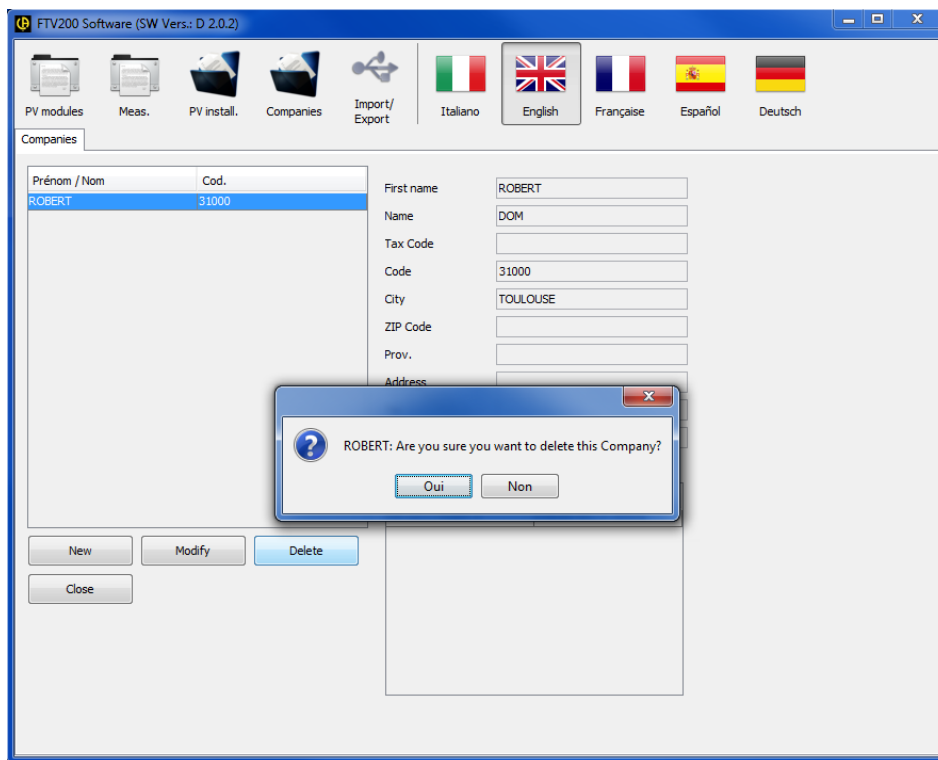 FTV200 Software (SW Vers.: D 2.0.2)
PV modules
Meas.
PV install.
Companies
Import/
Export
Italiano
English
Française
Español
Deutsch
Companies
Prénom / Nom Cod.
ROBERT 31000
First name ROBERT
Name DOM
Tax Code
Code 31000
City TOULOUSE
ZIP Code
Prov.
Address
ROBERT: Are you sure you want to delete this Company?
Oui Non
New Modify Delete
Close